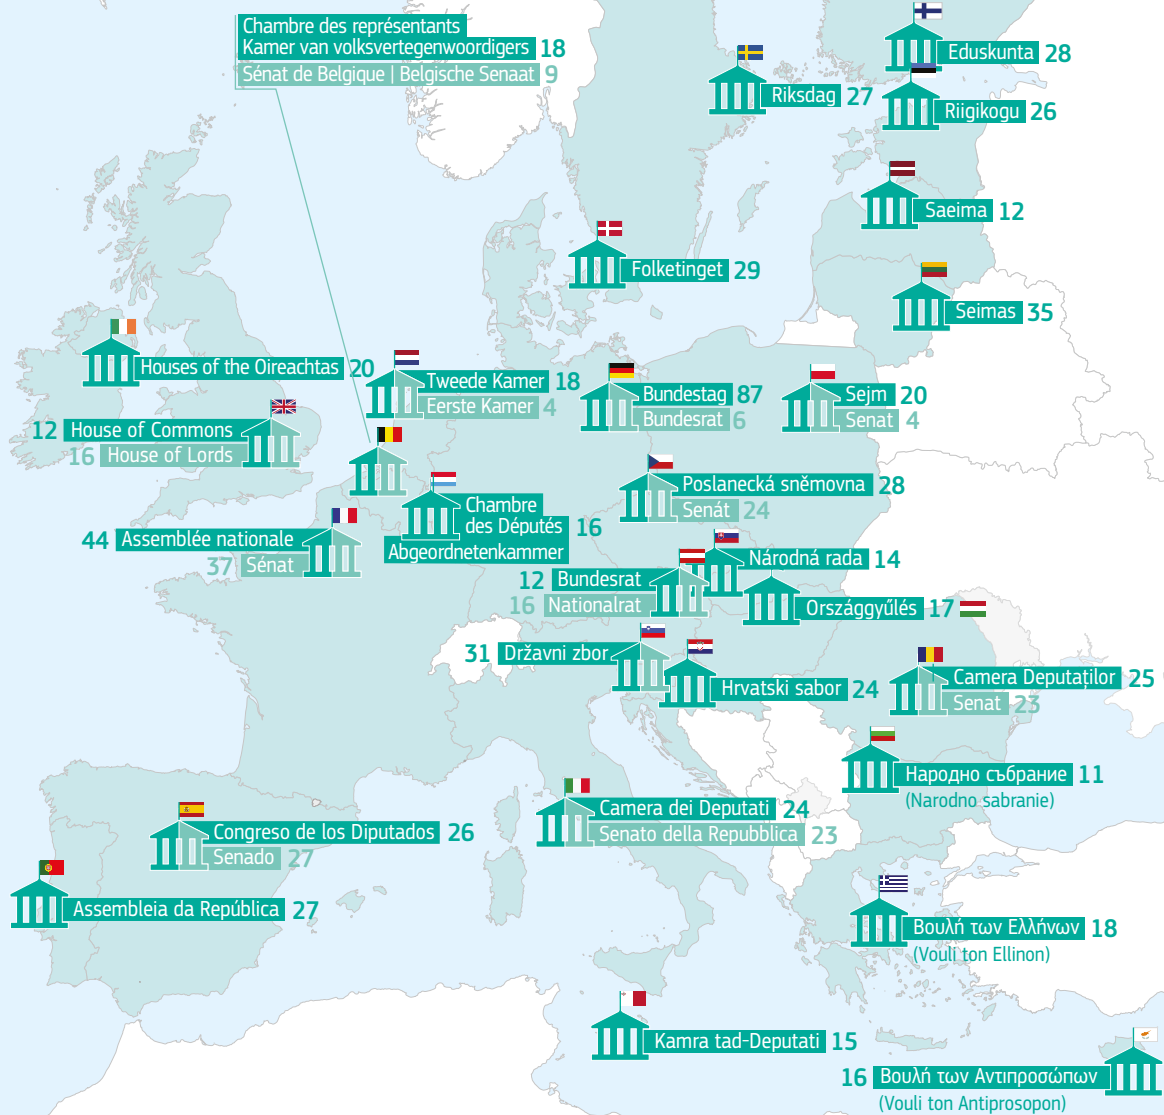 Chambre des représentants
Kamer van volksvertegenwoordigers 18
Sénat de Belgique | Belgische Senaat 9
Eduskunta 28
Riksdag 27
Riigikogu 26
Saeima 12
Folketinget 29
Seimas 35
Houses of the Oireachtas 20
Tweede Kamer 18
Eerste Kamer 4
Bundestag 87
Bundesrat 6
Sejm 20
Senat 4
12 House of Commons
16 House of Lords
Poslanecká sněmovna 28
Senát 24
Chambre
des Députés 16
Abgeordnetenkammer
44 Assemblée nationale
37 Sénat
Národná rada 14
12 Bundesrat
16 Nationalrat
Országgyűlés 17
31 Državni zbor
Hrvatski sabor 24
Camera Deputaților 25
Senat 23
Народно събрание 11
(Narodno sabranie)
Camera dei Deputati 24
Senato della Repubblica 23
Congreso de los Diputados 26
Senado 27
Assembleia da República 27
Βουλή των Ελλήνων 18
(Vouli ton Ellinon)
Kamra tad-Deputati 15
16 Βουλή των Αντιπροσώπων
(Vouli ton Antiprosopon)